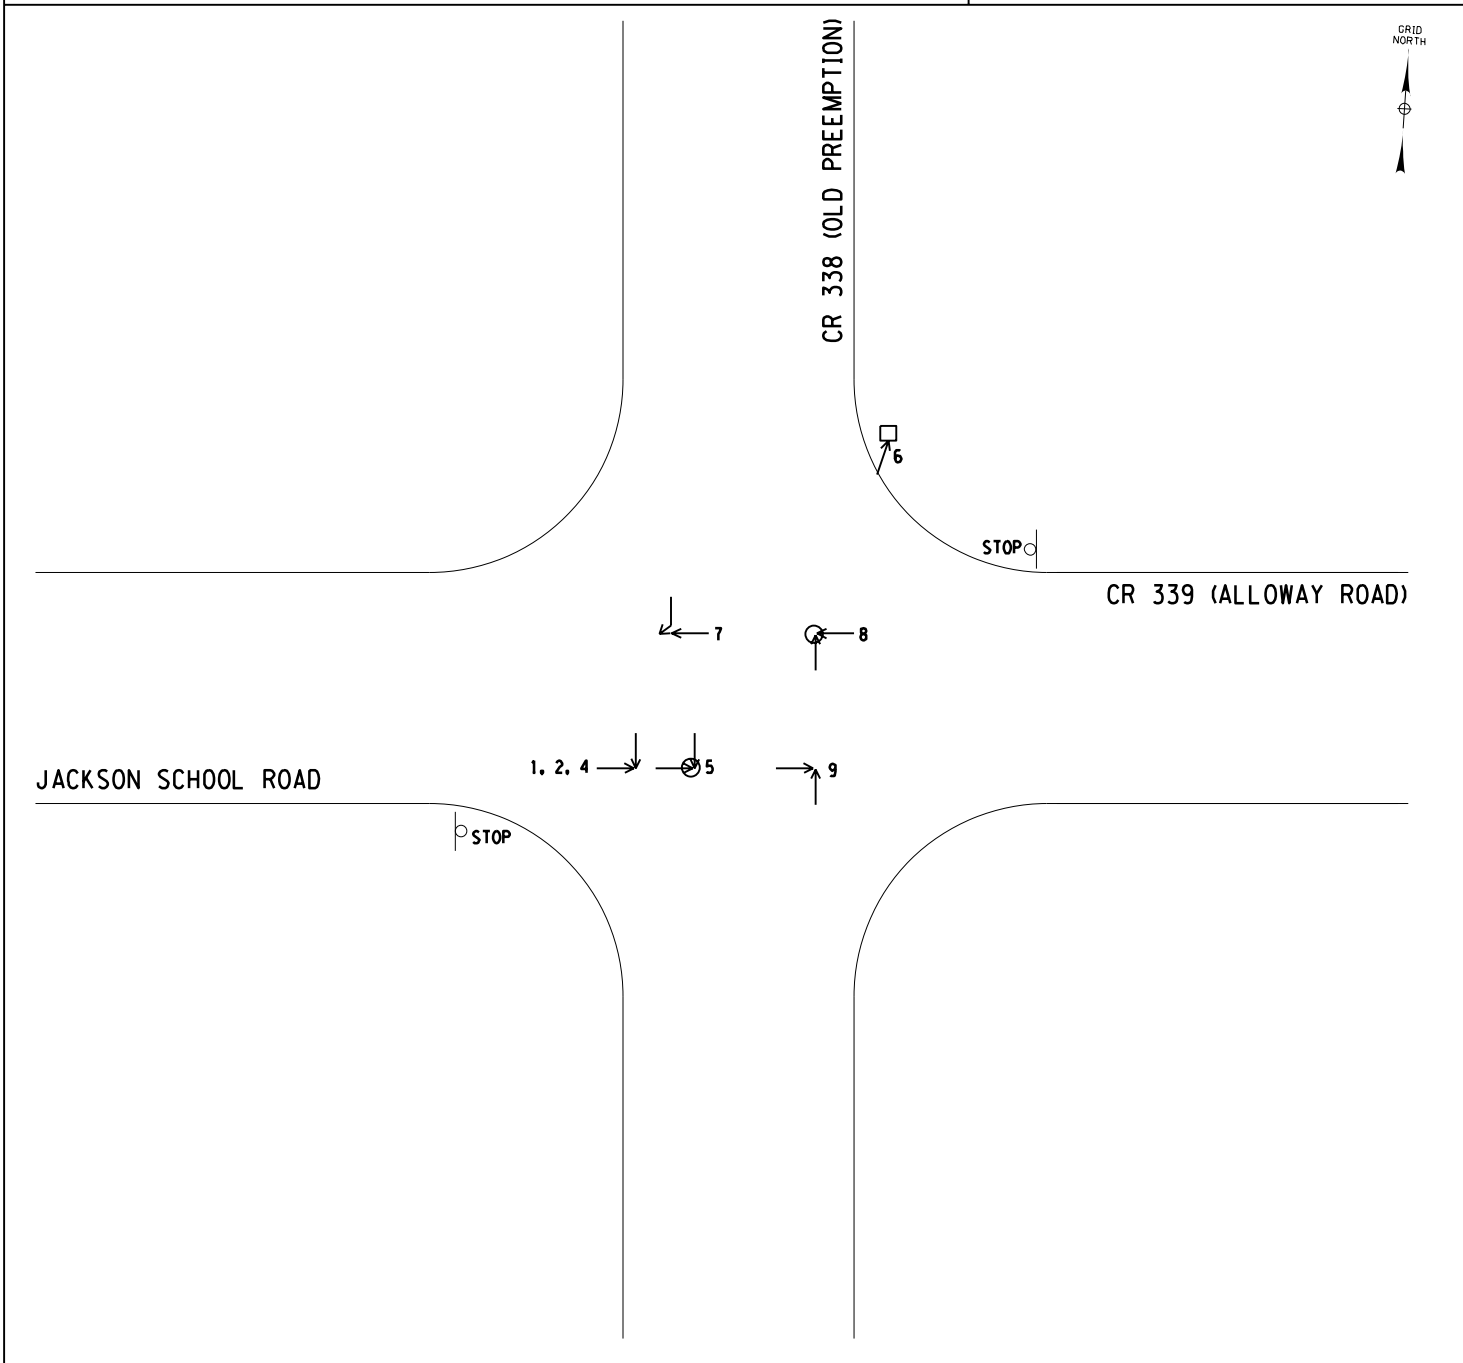 GRID
NORTH
CR 338 (OLD PREEMPTION)
6
STOP
CR 339 (ALLOWAY ROAD)
7
8
1, 2, 4
5
9
JACKSON SCHOOL ROAD
STOP